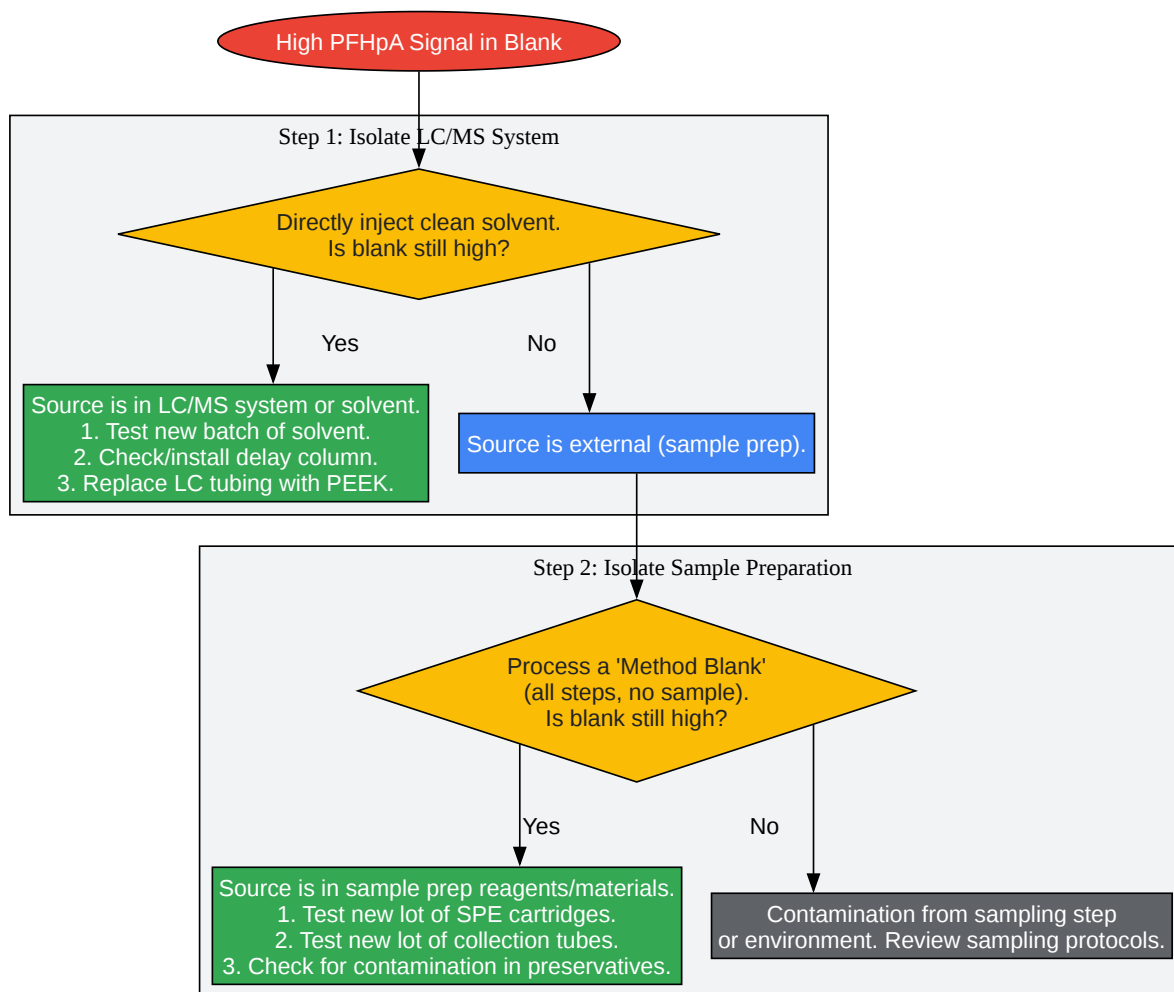 High PFHpA Signal in Blank
Step 1: Isolate LC/MS System
Directly inject clean solvent.
Is blank still high?
Yes
No
Source is in LC/MS system or solvent.
1. Test new batch of solvent.
2. Check/install delay column.
3. Replace LC tubing with PEEK.
Source is external (sample prep).
Step 2: Isolate Sample Preparation
Process a 'Method Blank'
(all steps, no sample).
Is blank still high?
Yes
No
Source is in sample prep reagents/materials.
1. Test new lot of SPE cartridges.
2. Test new lot of collection tubes.
3. Check for contamination in preservatives.
Contamination from sampling step
or environment. Review sampling protocols.